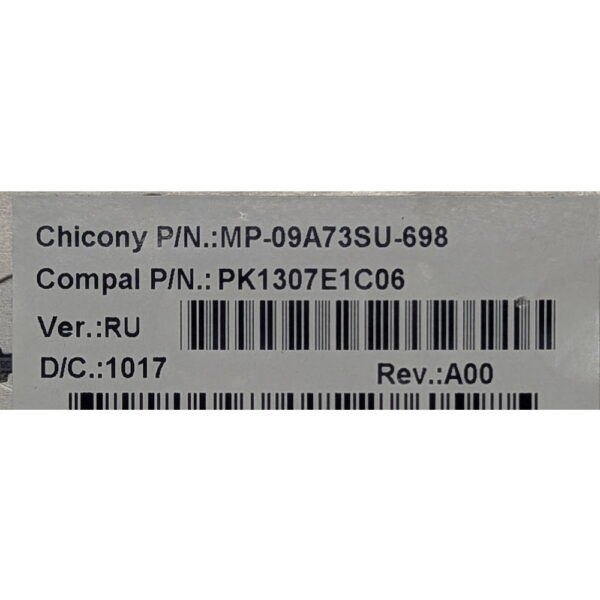 Chicony P/N.:MP-09A73SU-698
Compal P/N.: PK1307E1C06
Ver.:RU
D/C.:1017
Rev.:A00